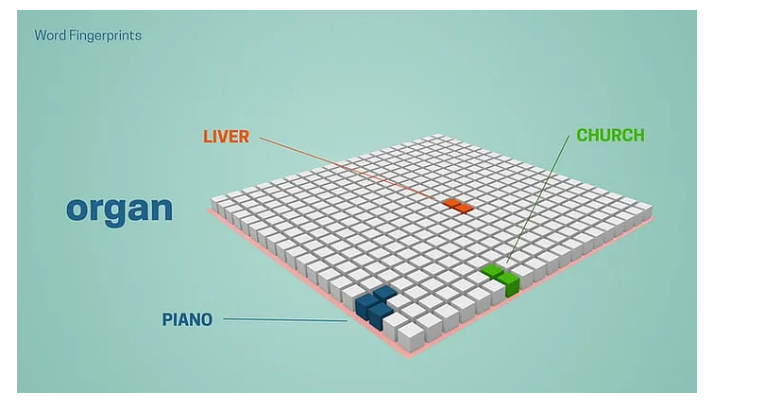 Word Fingerprints
LIVER
CHURCH
organ
PIANO